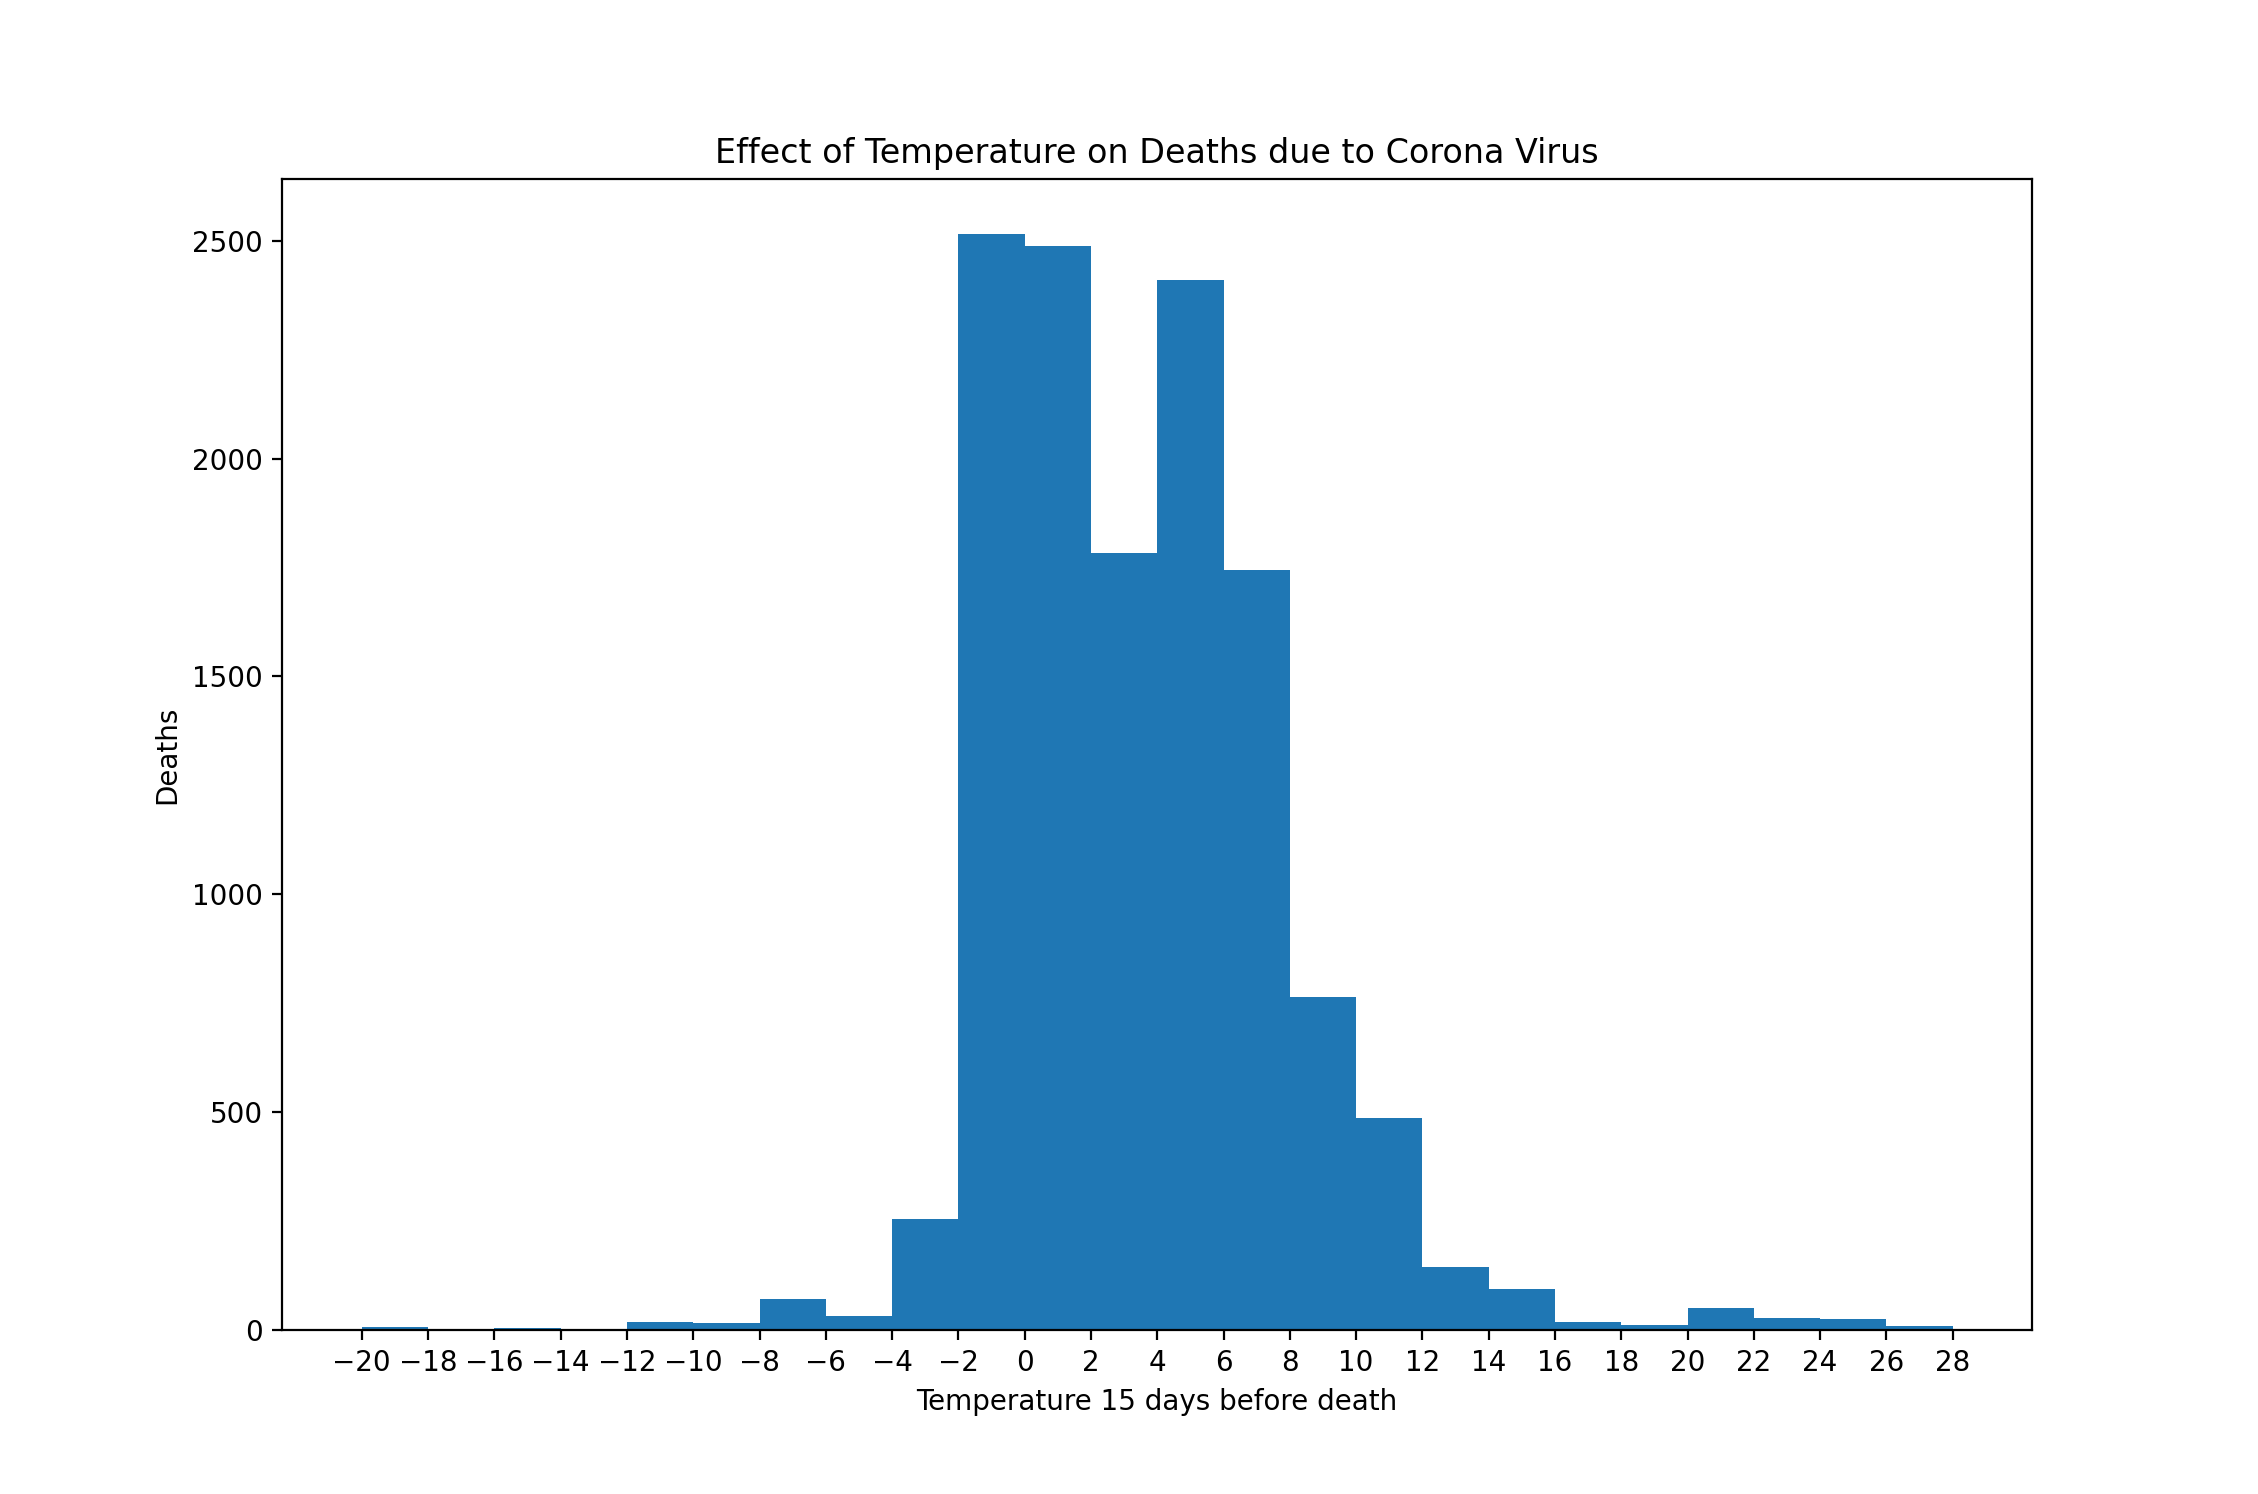 Effect of Temperature on Deaths due to Corona Virus
2500
2000
1500
1000
500
0
Deaths
−20 −18 −16 −14 −12 −10 −8 −6 −4 −2 0 2 4 6 8 10 12 14 16 18 20 22 24 26 28
Temperature 15 days before death